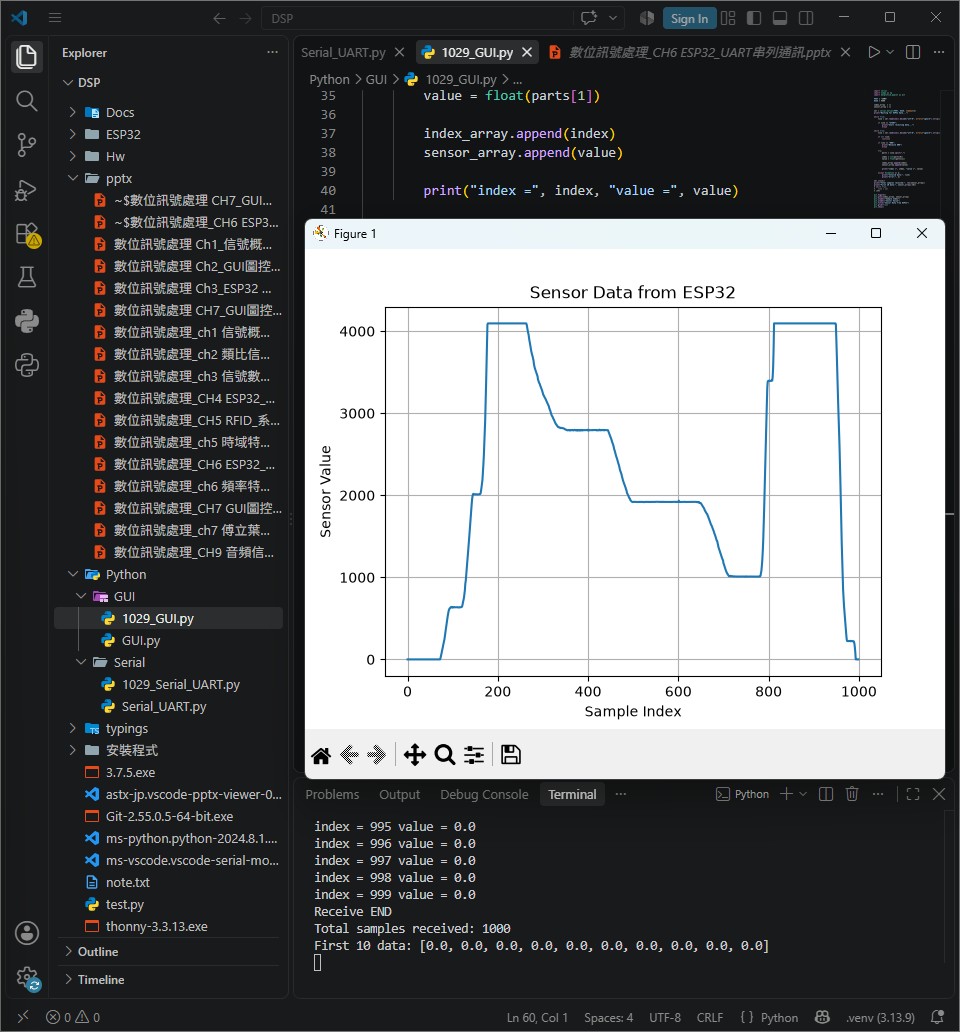 DSP
Sign In
Explorer
Serial_UART.py
1029_GUI.py
數位訊號處理_CH6 ESP32_UART串列通訊.pptx
Python > GUI > 1029_GUI.py > ...
DSP
Docs
ESP32
Hw
pptx
~$數位訊號處理 CH7_GUI...
~$數位訊號處理_CH6 ESP3...
數位訊號處理 Ch1_信號概...
數位訊號處理 Ch2_GUI圖控...
數位訊號處理 Ch3_ESP32 ...
數位訊號處理 CH7_GUI圖控...
數位訊號處理_ch1 信號概...
數位訊號處理_ch2 類比信...
數位訊號處理_ch3 信號數...
數位訊號處理_CH4 ESP32_...
數位訊號處理_CH5 RFID_系...
數位訊號處理_ch5 時域特...
數位訊號處理_CH6 ESP32_...
數位訊號處理_ch6 頻率特...
數位訊號處理_CH7 GUI圖控...
數位訊號處理_ch7 傅立葉...
數位訊號處理_CH9 音頻信...
Python
GUI
1029_GUI.py
GUI.py
Serial
1029_Serial_UART.py
Serial_UART.py
typings
安裝程式
3.7.5.exe
astx-jp.vscode-pptx-viewer-0...
Git-2.55.0.5-64-bit.exe
ms-python.python-2024.8.1....
ms-vscode.vscode-serial-mo...
note.txt
test.py
thonny-3.3.13.exe
Outline
Timeline
35 value = float(parts[1])
36
37 index_array.append(index)
38 sensor_array.append(value)
39
40 print("index =", index, "value =", value)
41
Figure 1
Sensor Data from ESP32
4000
3000
2000
1000
0
Sensor Value
0 200 400 600 800 1000
Sample Index
Problems Output Debug Console Terminal ... Python
index = 995 value = 0.0
index = 996 value = 0.0
index = 997 value = 0.0
index = 998 value = 0.0
index = 999 value = 0.0
Receive END
Total samples received: 1000
First 10 data: [0.0, 0.0, 0.0, 0.0, 0.0, 0.0, 0.0, 0.0, 0.0, 0.0]
0 0 Ln 60, Col 1 Spaces: 4 UTF-8 CRLF { } Python .venv (3.13.9)